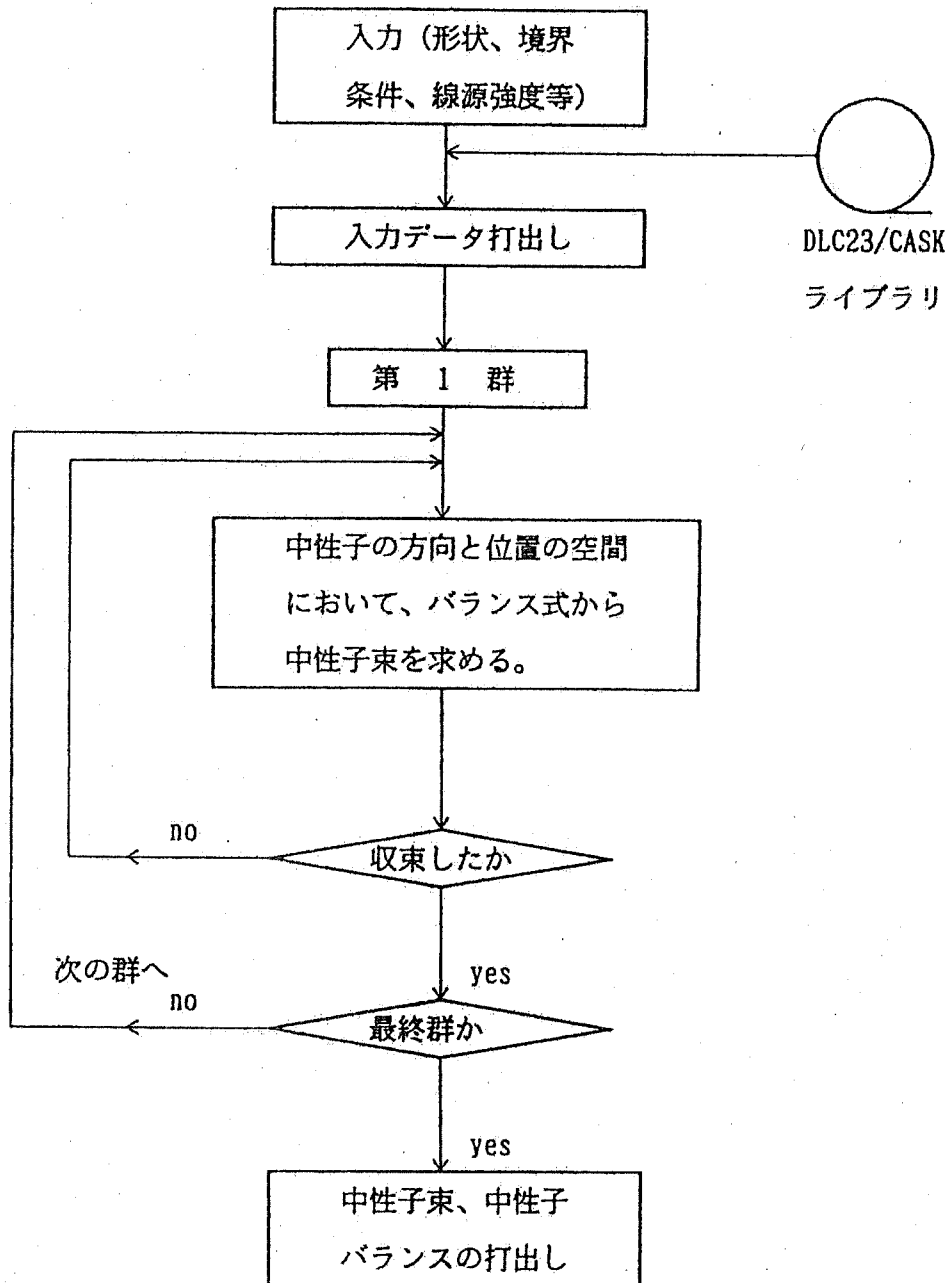 入力（形状、境界
条件、線源強度等）
DLC23/CASK
ライブラリ
入力データ打出し
第 1 群
中性子の方向と位置の空間
において、バランス式から
中性子束を求める。
no
収束したか
次の群へ
yes
no
最終群か
yes
中性子束、中性子
バランスの打出し